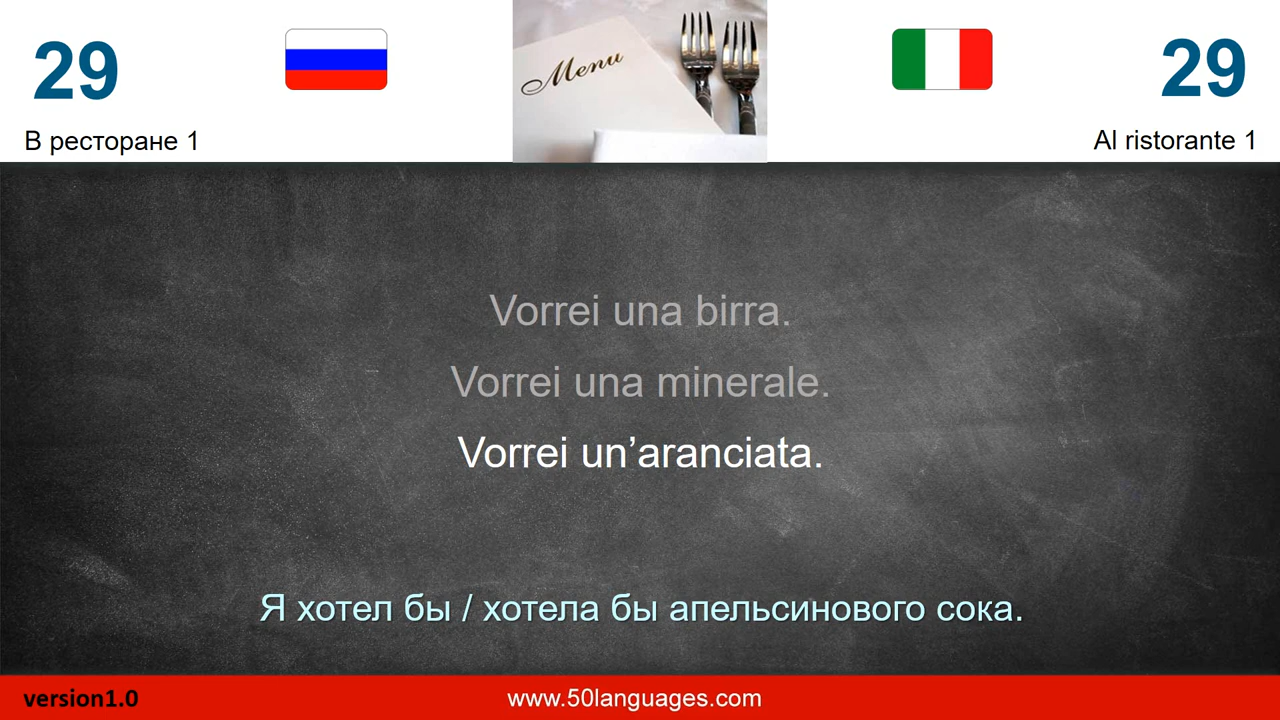 29
29
Menu
В ресторане 1
Al ristorante 1
Vorrei una birra.
Vorrei una minerale.
Vorrei un’aranciata.
Я хотел бы / хотела бы апельсинового сока.
version1.0
www.50languages.com